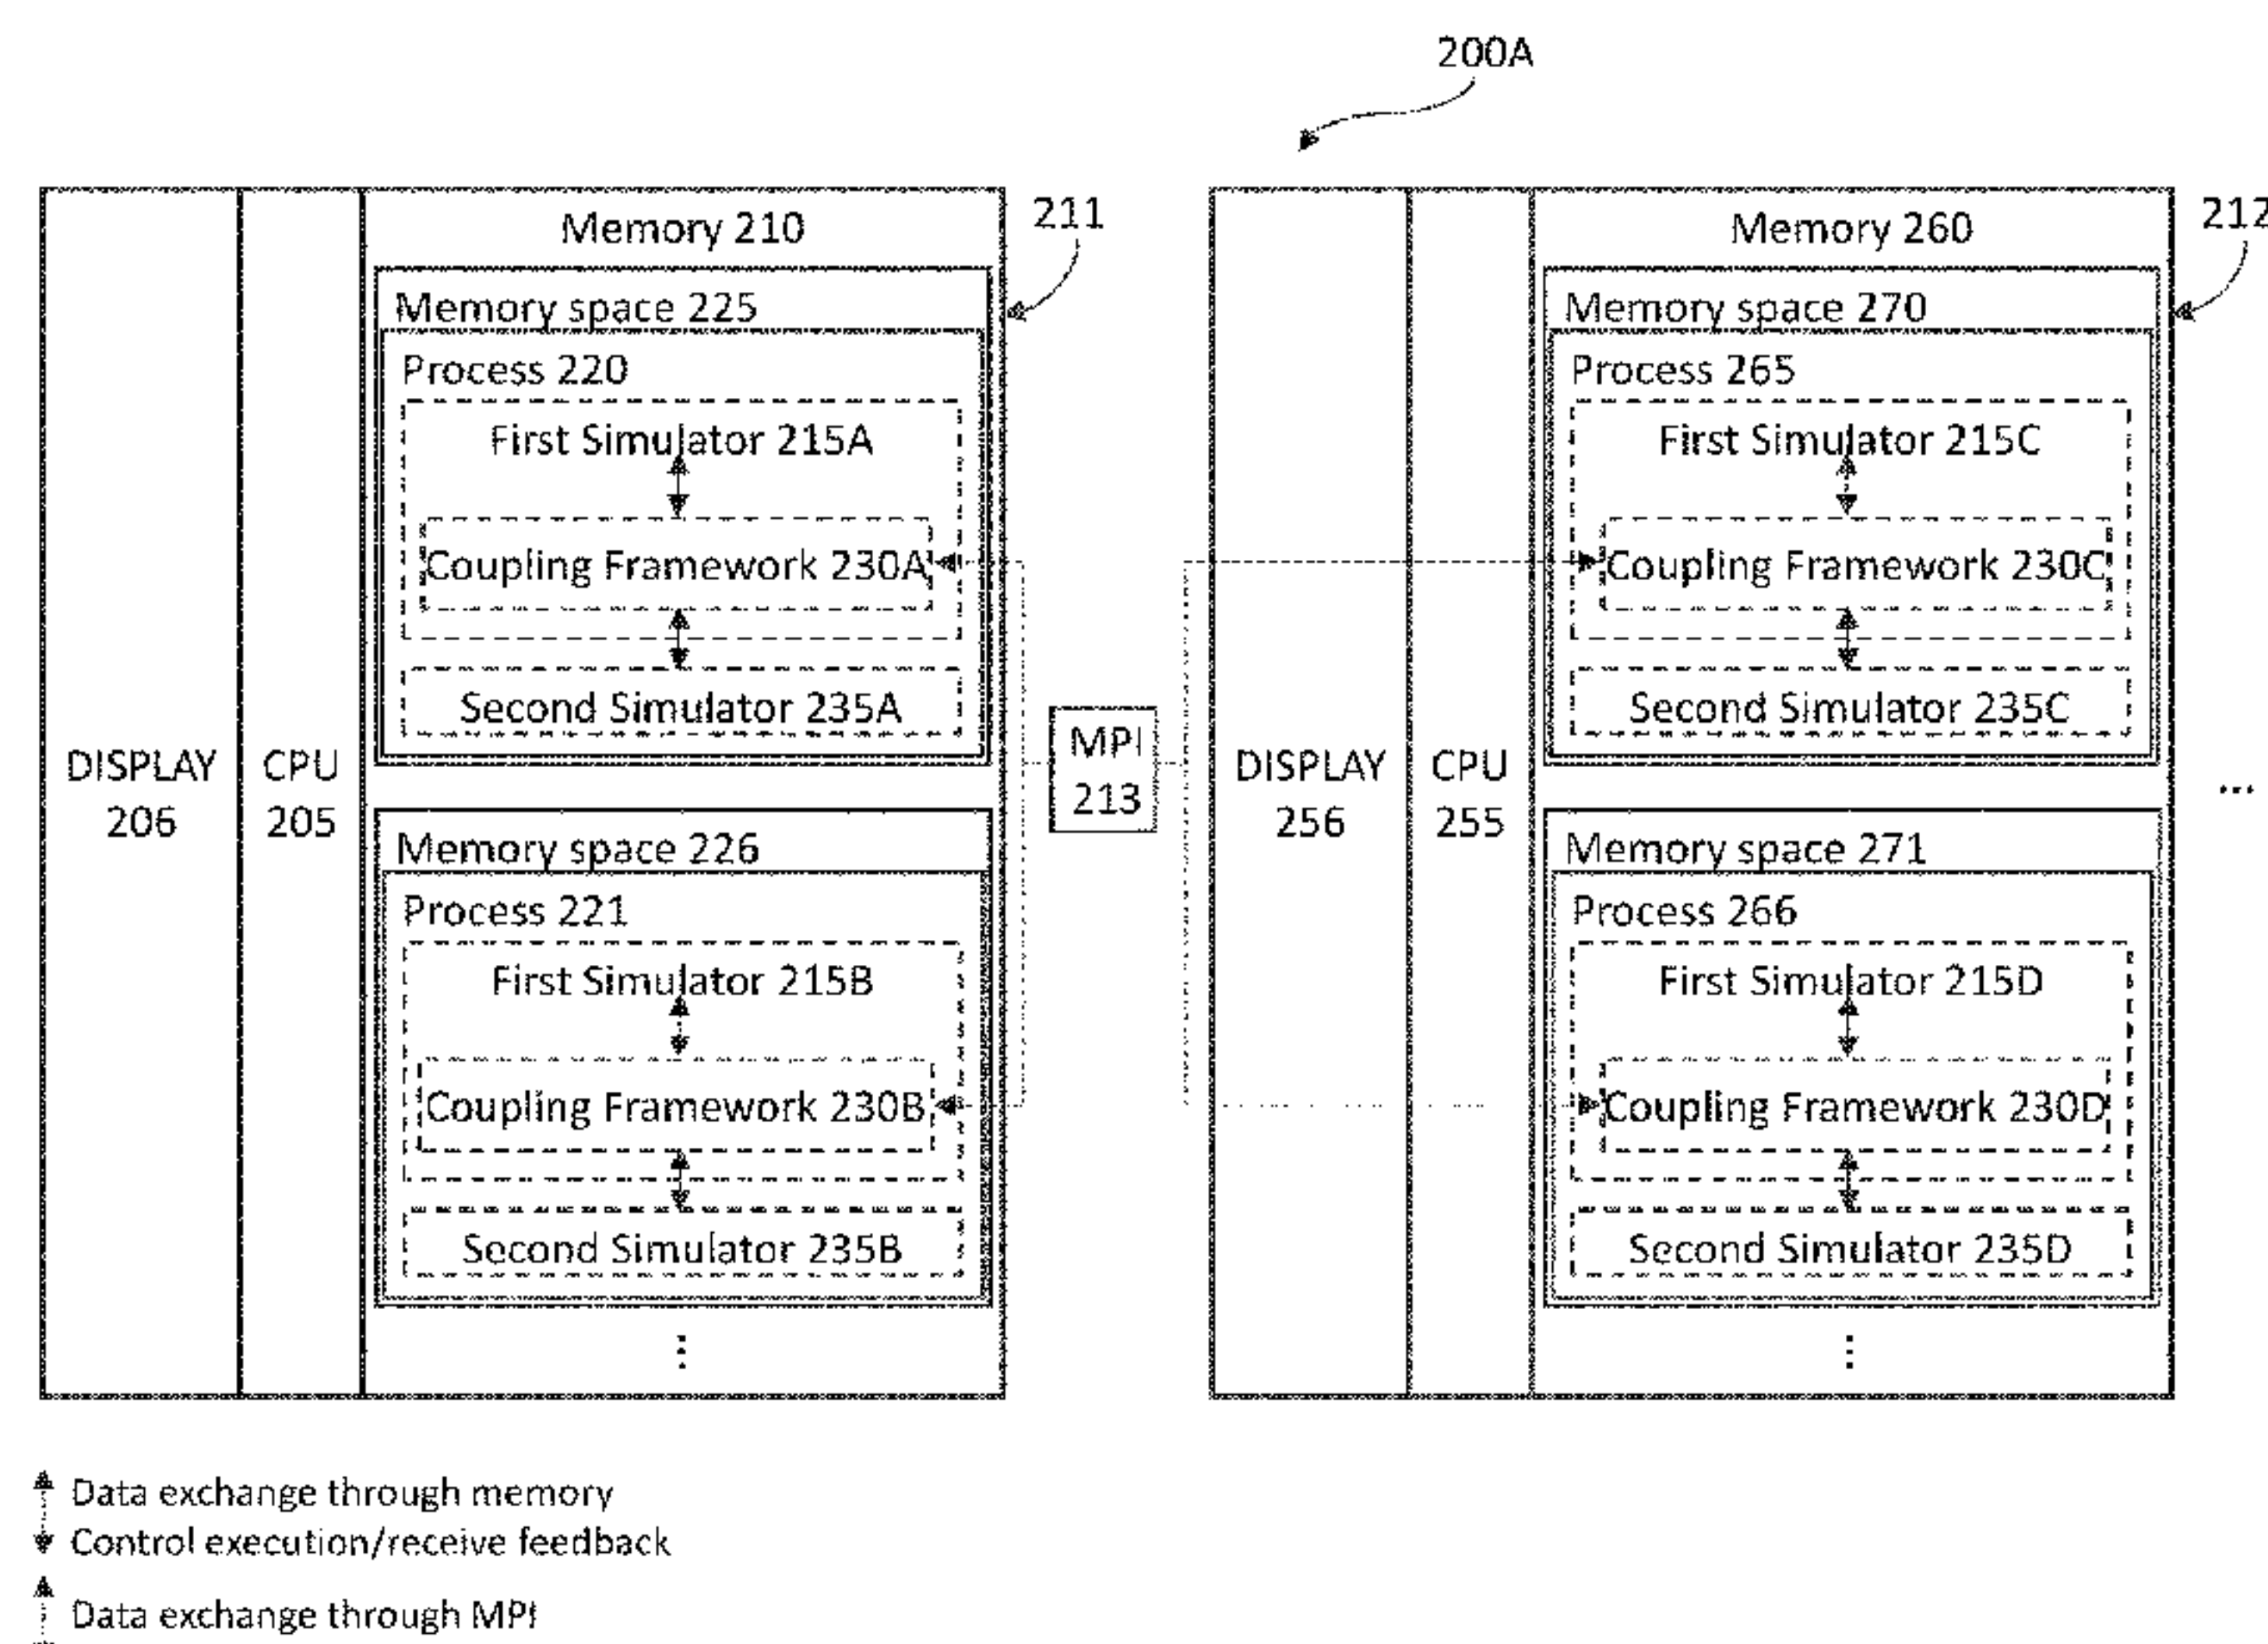 200A
211
212
Memory 210
Memory space 225
Process 220
First Simulator 215A
Coupling Framework 230A
Second Simulator 235A
DISPLAY
206
CPU
205
Memory space 226
Process 221
First Simulator 215B
Coupling Framework 230B
Second Simulator 235B
⋮
MPI
213
Memory 260
Memory space 270
Process 265
First Simulator 215C
Coupling Framework 230C
Second Simulator 235C
DISPLAY
256
CPU
255
Memory space 271
Process 266
First Simulator 215D
Coupling Framework 230D
Second Simulator 235D
⋮
...
Data exchange through memory
Control execution/receive feedback
Data exchange through MPI